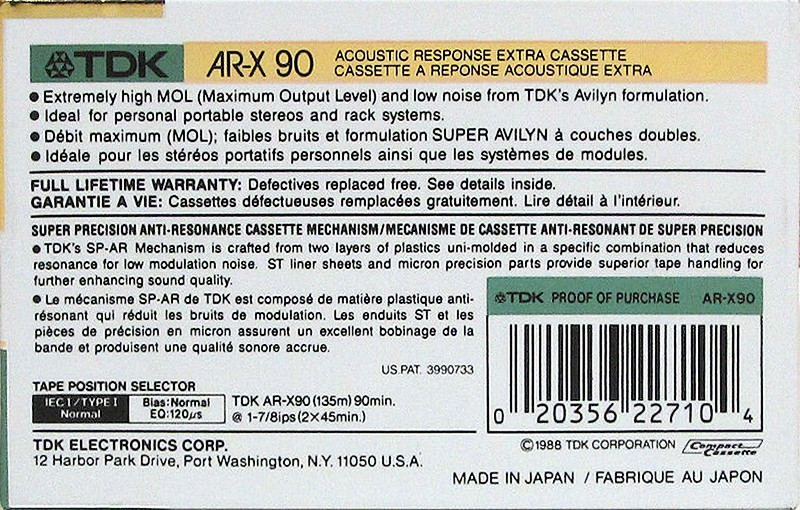 TDK AR-X 90 ACOUSTIC RESPONSE EXTRA CASSETTE
CASSETTE A REPONSE ACOUSTIQUE EXTRA
● Extremely high MOL (Maximum Output Level) and low noise from TDK's Avilyn formulation.
● Ideal for personal portable stereos and rack systems.
● Débit maximum (MOL); faibles bruits et formulation SUPER AVILYN à couches doubles.
● Idéale pour les stéréos portatifs personnels ainsi que les systèmes de modules.
FULL LIFETIME WARRANTY: Defectives replaced free. See details inside.
GARANTIE A VIE: Cassettes défectueuses remplacées gratuitement. Lire détail à l'intérieur.
SUPER PRECISION ANTI-RESONANCE CASSETTE MECHANISM/MECANISME DE CASSETTE ANTI-RESONANT DE SUPER PRECISION
● TDK's SP-AR Mechanism is crafted from two layers of plastics uni-molded in a specific combination that reduces
resonance for low modulation noise. ST liner sheets and micron precision parts provide superior tape handling for
further enhancing sound quality.
● Le mécanisme SP-AR de TDK est composé de matière plastique anti-
résonant qui réduit les bruits de modulation. Les enduits ST et les
pièces de précision en micron assurent un excellent bobinage de la
bande et produisent une qualité sonore accrue.
US.PAT. 3990733
TDK PROOF OF PURCHASE AR-X90
0 20356 22710 4
TAPE POSITION SELECTOR
IEC I/TYPE I
Normal
Bias:Normal
EQ:120μs
TDK AR-X90 (135m) 90min.
@ 1-7/8ips (2×45min.)
TDK ELECTRONICS CORP.
12 Harbor Park Drive, Port Washington, N.Y. 11050 U.S.A.
©1988 TDK CORPORATION Compact Cassette
MADE IN JAPAN / FABRIQUE AU JAPON